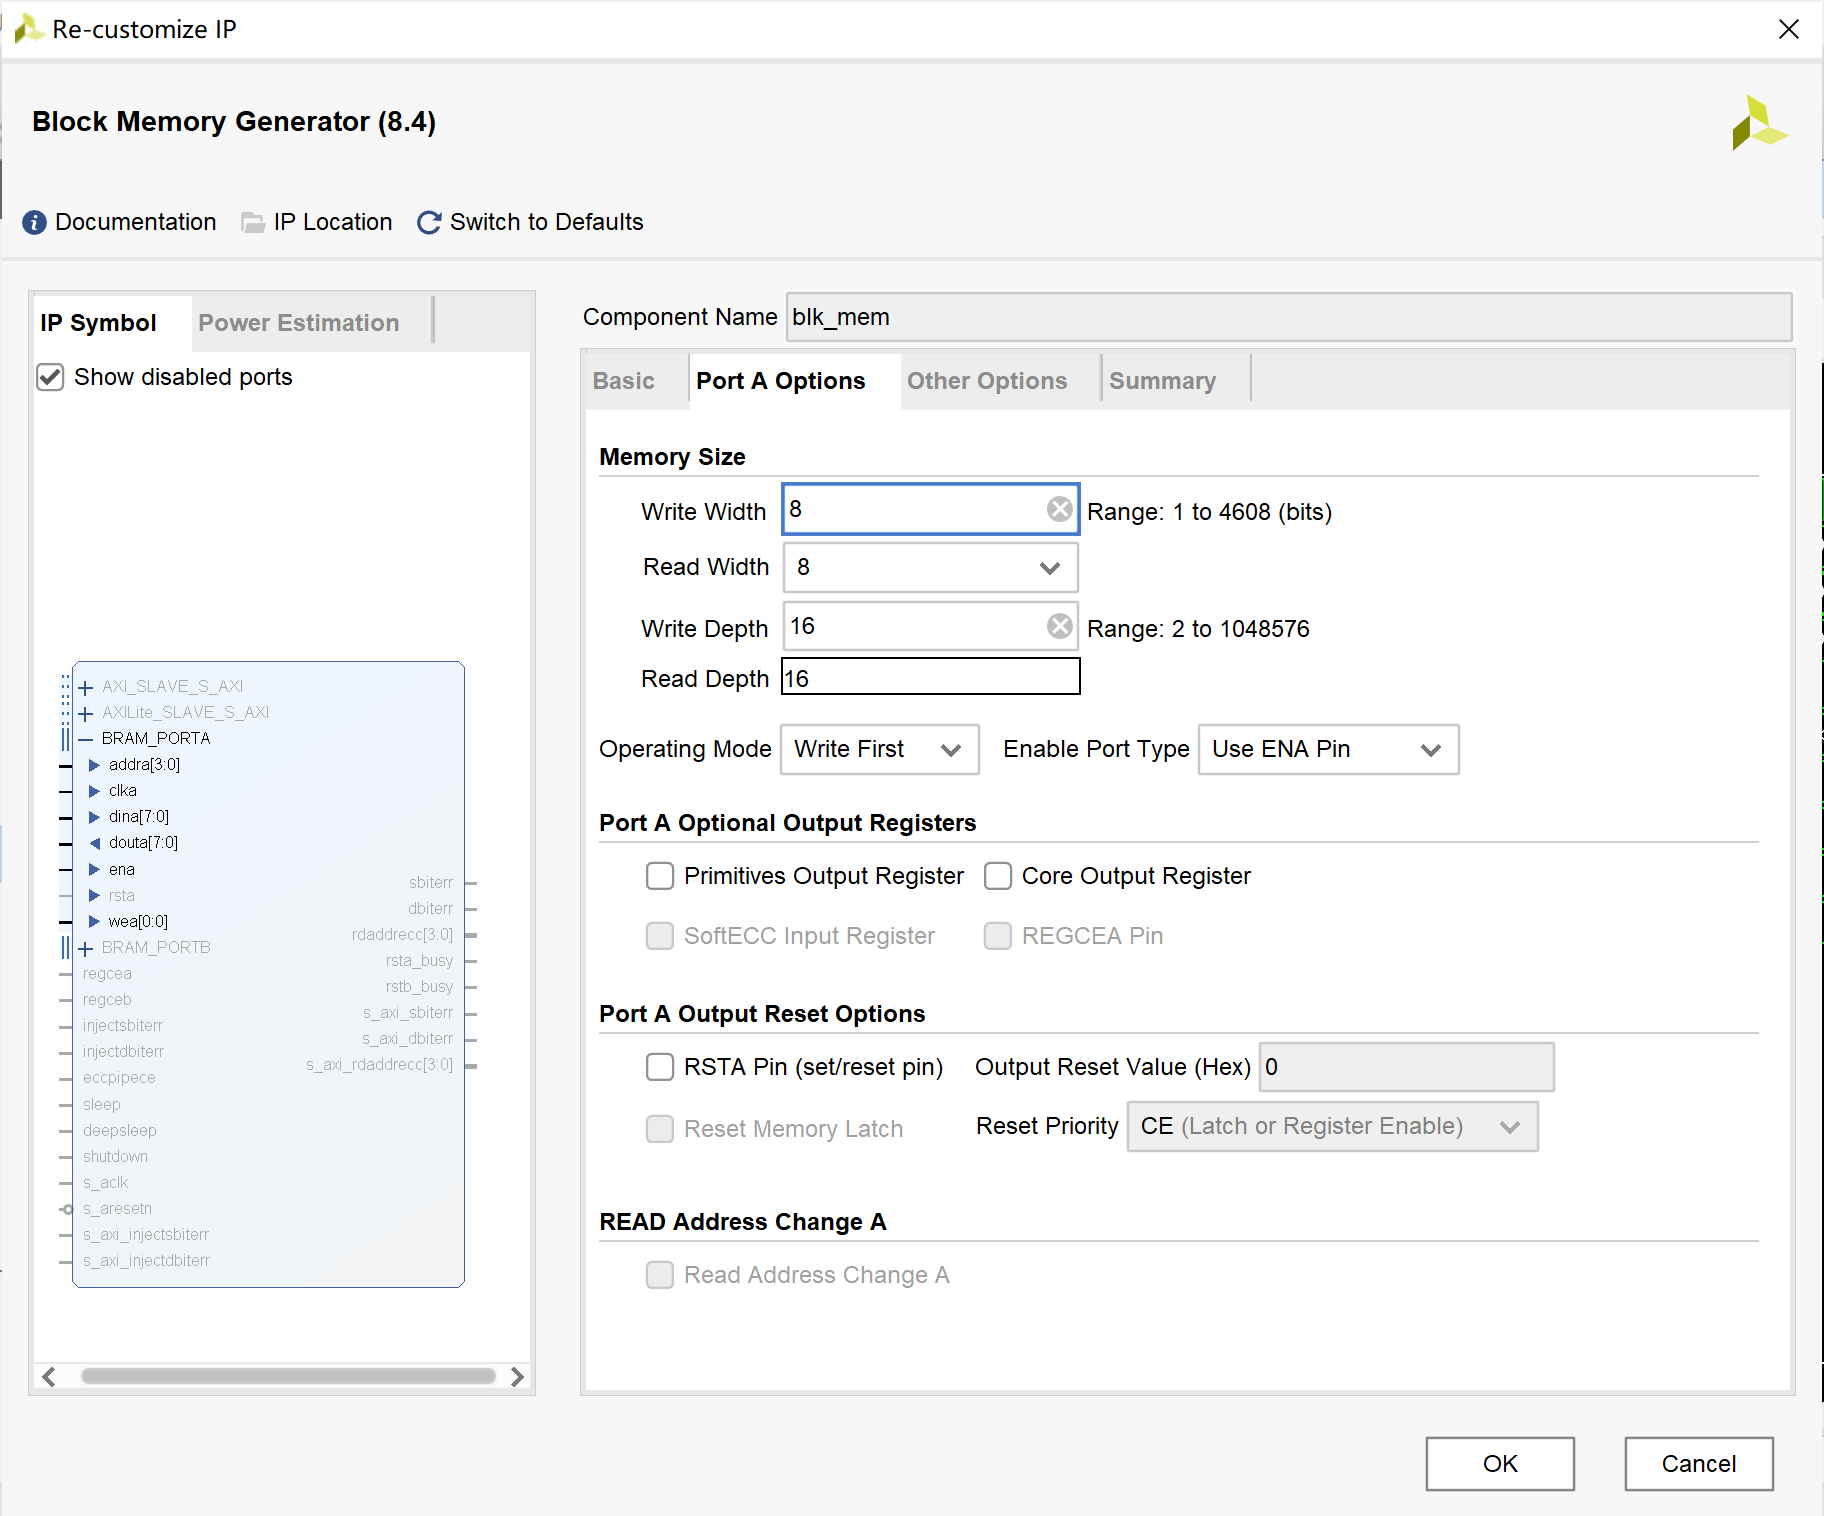 Re-customize IP
Block Memory Generator (8.4)
Documentation IP Location Switch to Defaults
IP Symbol Power Estimation
Show disabled ports
AXI_SLAVE_S_AXI
AXILite_SLAVE_S_AXI
BRAM_PORTA
addra[3:0]
clka
dina[7:0]
douta[7:0]
ena
rsta
wea[0:0]
BRAM_PORTB
regcea
regceb
injectsbiterr
injectdbiterr
eccpipece
sleep
deepsleep
shutdown
s_aclk
s_aresetn
s_axi_injectsbiterr
s_axi_injectdbiterr
sbiterr
dbiterr
rdaddrecc[3:0]
rsta_busy
rstb_busy
s_axi_sbiterr
s_axi_dbiterr
s_axi_rdaddrecc[3:0]
Component Name blk_mem
Basic Port A Options Other Options Summary
Memory Size
Write Width 8 Range: 1 to 4608 (bits)
Read Width 8
Write Depth 16 Range: 2 to 1048576
Read Depth 16
Operating Mode Write First Enable Port Type Use ENA Pin
Port A Optional Output Registers
Primitives Output Register Core Output Register
SoftECC Input Register REGCEA Pin
Port A Output Reset Options
RSTA Pin (set/reset pin) Output Reset Value (Hex) 0
Reset Memory Latch Reset Priority CE (Latch or Register Enable)
READ Address Change A
Read Address Change A
OK Cancel